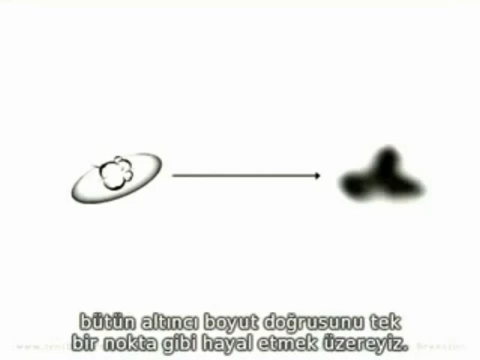 bütün altıncı boyut doğrusunu tek
bir nokta gibi hayal etmek üzereyiz.